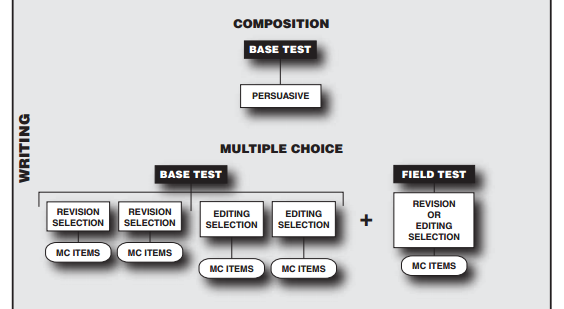 COMPOSITION
BASE TEST
PERSUASIVE
WRITING
MULTIPLE CHOICE
BASE TEST
FIELD TEST
REVISION
SELECTION
REVISION
SELECTION
EDITING
SELECTION
EDITING
SELECTION
+
REVISION
OR
EDITING
SELECTION
MC ITEMS
MC ITEMS
MC ITEMS
MC ITEMS
MC ITEMS